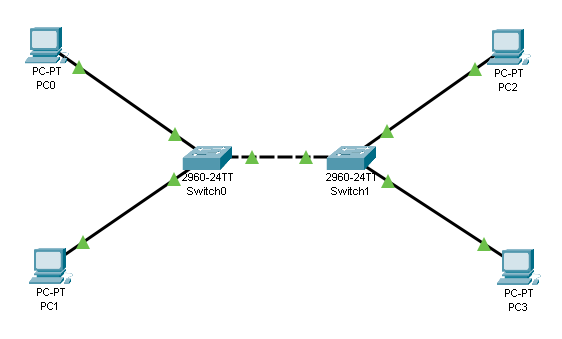 PC-PT
PC0
PC-PT
PC2
2960-24TT
Switch0
2960-24TT
Switch1
PC-PT
PC1
PC-PT
PC3